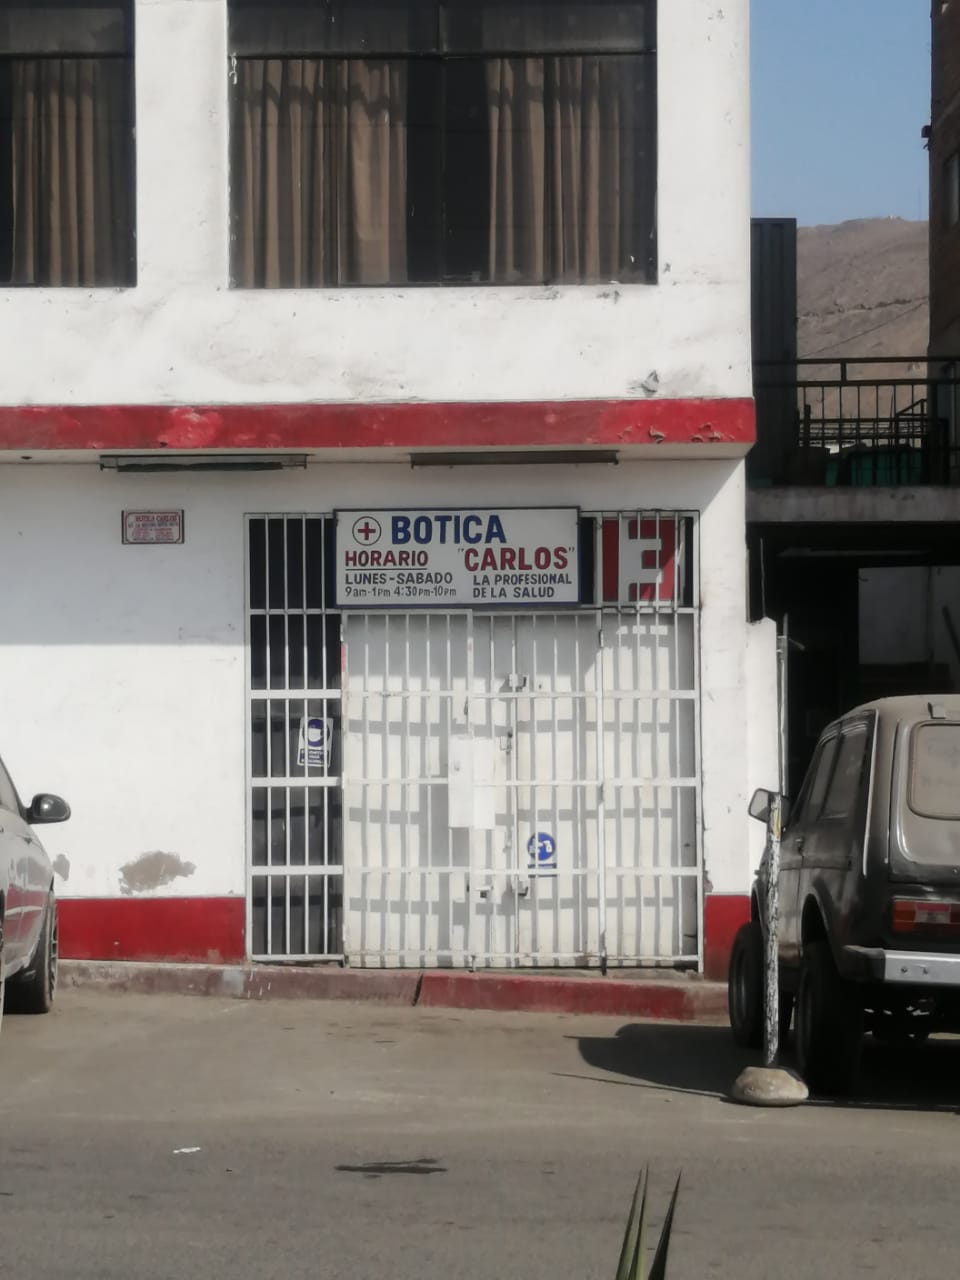 BOTICA
"CARLOS"
HORARIO
LUNES-SABADO
9am-1pm 4:30pm-10pm
LA PROFESIONAL
DE LA SALUD
BOTICA CARLOS